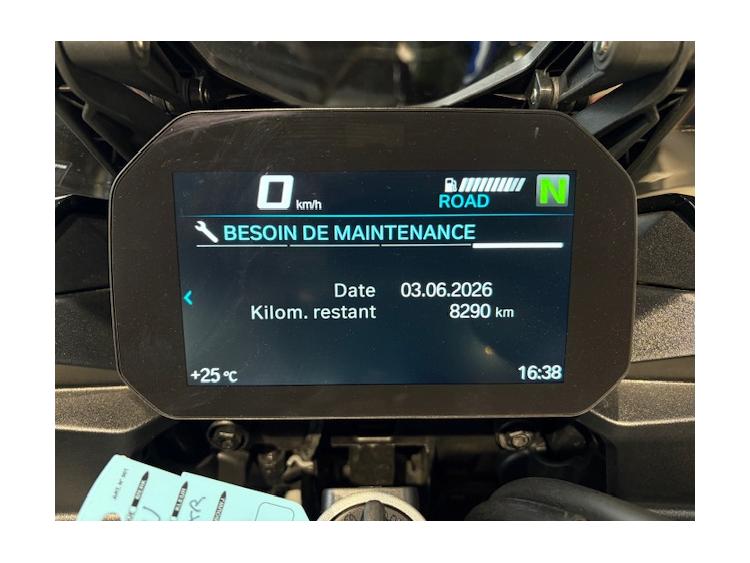 0 km/h
ROAD
N
BESOIN DE MAINTENANCE
Date 03.06.2026
Kilom. restant 8290 km
+25 °C
16:38